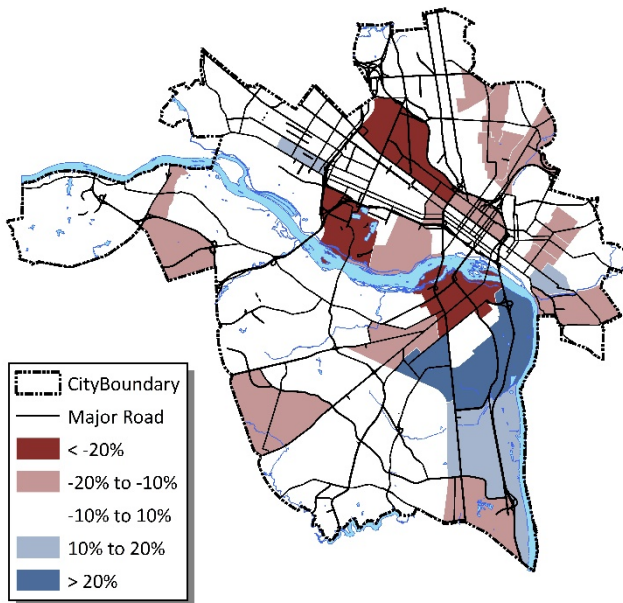 CityBoundary
Major Road
< -20%
-20% to -10%
-10% to 10%
10% to 20%
> 20%